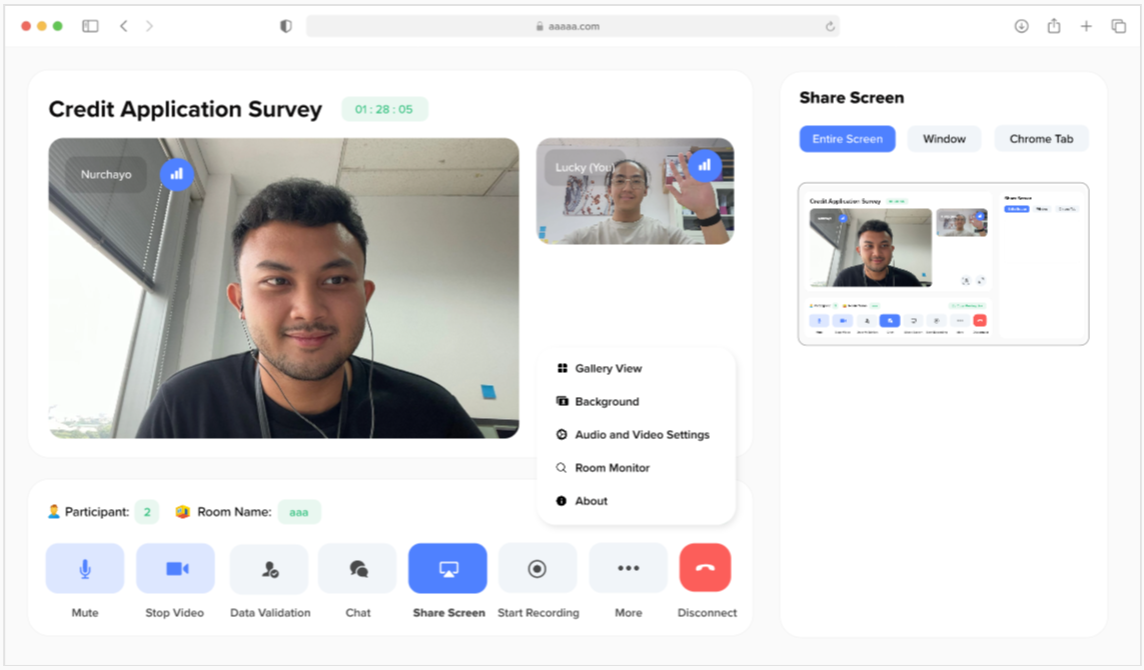 aaaaa.com
Credit Application Survey
01 : 28 : 05
Nurchayo
Lucky (You)
Gallery View
Background
Audio and Video Settings
Room Monitor
About
Participant: 2 Room Name: aaa
Mute Stop Video Data Validation Chat Share Screen Start Recording More Disconnect
Share Screen
Entire Screen Window Chrome Tab
Credit Application Survey
Share Screen